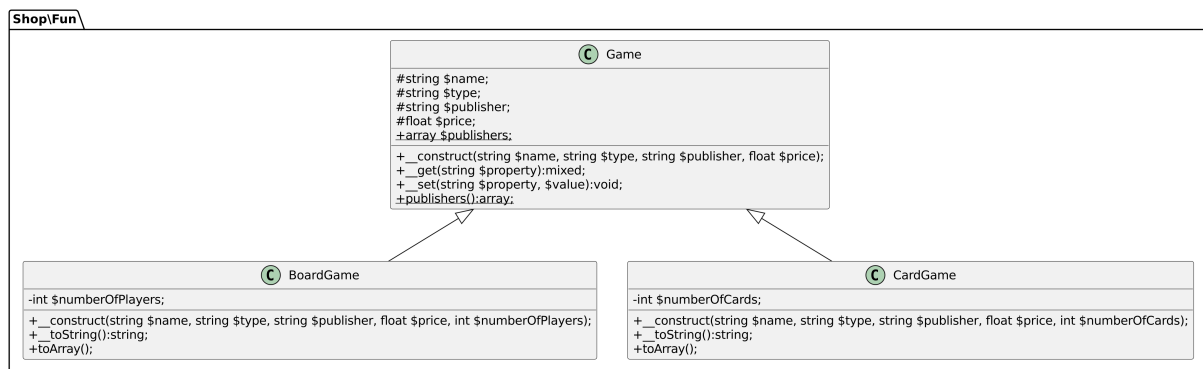 Shop\Fun
C Game
#string $name;
#string $type;
#string $publisher;
#float $price;
+array $publishers;
+__construct(string $name, string $type, string $publisher, float $price);
+__get(string $property):mixed;
+__set(string $property, $value):void;
+publishers():array;
C BoardGame
-int $numberOfPlayers;
+__construct(string $name, string $type, string $publisher, float $price, int $numberOfPlayers);
+__toString():string;
+toArray();
C CardGame
-int $numberOfCards;
+__construct(string $name, string $type, string $publisher, float $price, int $numberOfCards);
+__toString():string;
+toArray();